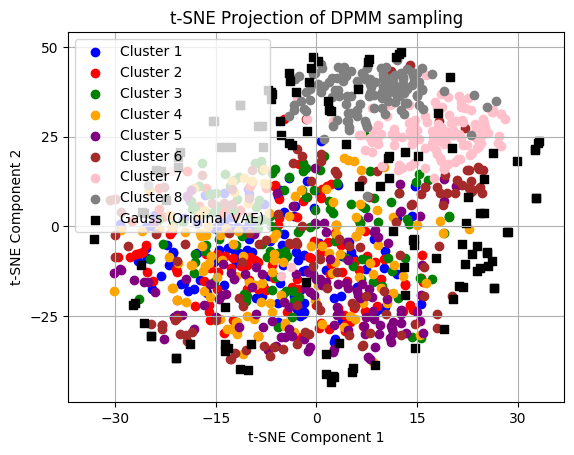 t-SNE Projection of DPMM sampling
Cluster 1
Cluster 2
Cluster 3
Cluster 4
Cluster 5
Cluster 6
Cluster 7
Cluster 8
Gauss (Original VAE)
50
25
0
−25
t-SNE Component 2
−30
−15
0
15
30
t-SNE Component 1